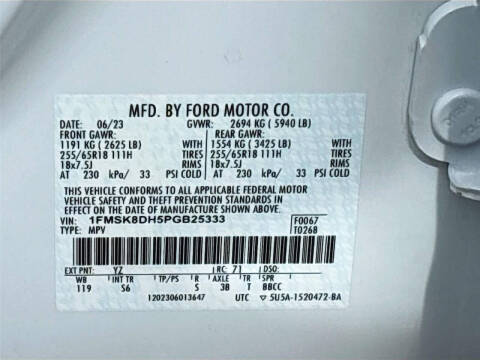 MFD. BY FORD MOTOR CO.
DATE: 06/23 GVWR: 2694 KG ( 5940 LB)
FRONT GAWR: REAR GAWR:
1191 KG ( 2625 LB) WITH 1554 KG ( 3425 LB) WITH
255/65R18 111H TIRES 255/65R18 111H TIRES
18x7.5J RIMS 18x7.5J RIMS
AT 230 kPa/ 33 PSI COLD AT 230 kPa/ 33 PSI COLD
THIS VEHICLE CONFORMS TO ALL APPLICABLE FEDERAL MOTOR
VEHICLE SAFETY AND THEFT PREVENTION STANDARDS IN EFFECT
ON THE DATE OF MANUFACTURE SHOWN ABOVE.
VIN: 1FMSK8DH5PGB25333 F0067
TYPE: MPV T0268
EXT PNT: YZ RC: 71
WB INT TR TP/PS R AXLE TR SPR
119 S6 S 3B T BBCC
1202306013647 UTC ▽ 5U5A-1520472-BA